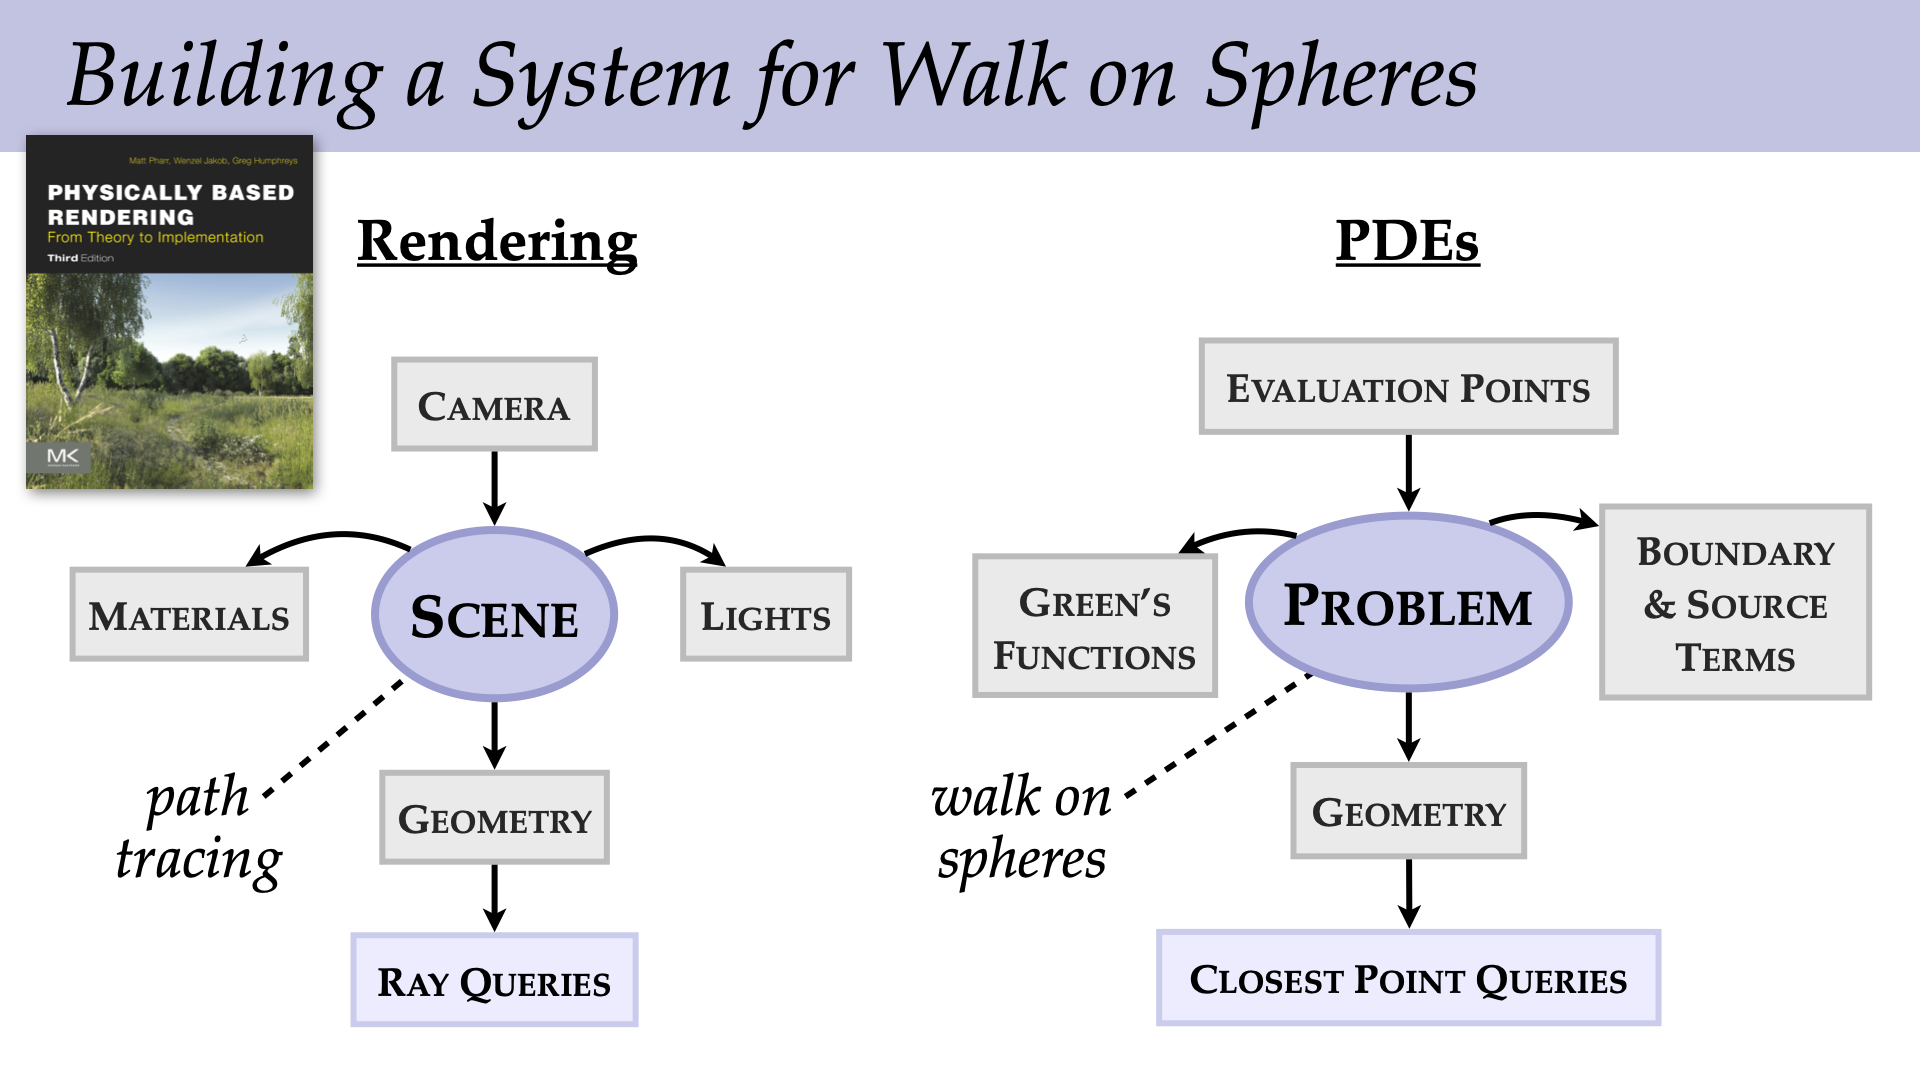 Building a System for Walk on Spheres
Matt Pharr, Wenzel Jakob, Greg Humphreys
PHYSICALLY BASED
RENDERING
From Theory to Implementation
Third Edition
MK
Rendering
CAMERA
MATERIALS
SCENE
LIGHTS
path
tracing
GEOMETRY
RAY QUERIES
PDEs
EVALUATION POINTS
GREEN’S
FUNCTIONS
PROBLEM
BOUNDARY
& SOURCE
TERMS
walk on
spheres
GEOMETRY
CLOSEST POINT QUERIES